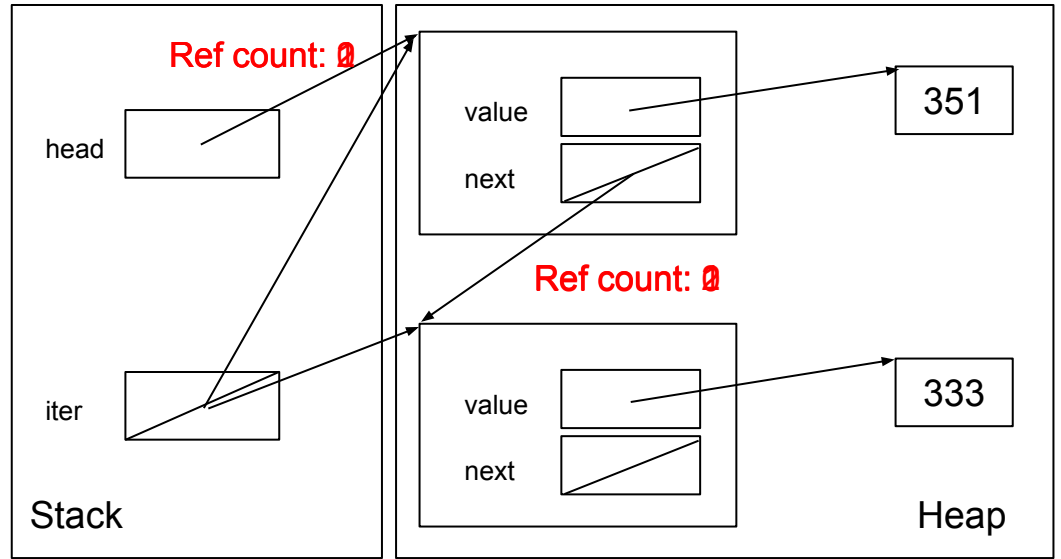 Ref count:
value
351
head
next
Ref count:
value
333
iter
next
Stack
Heap